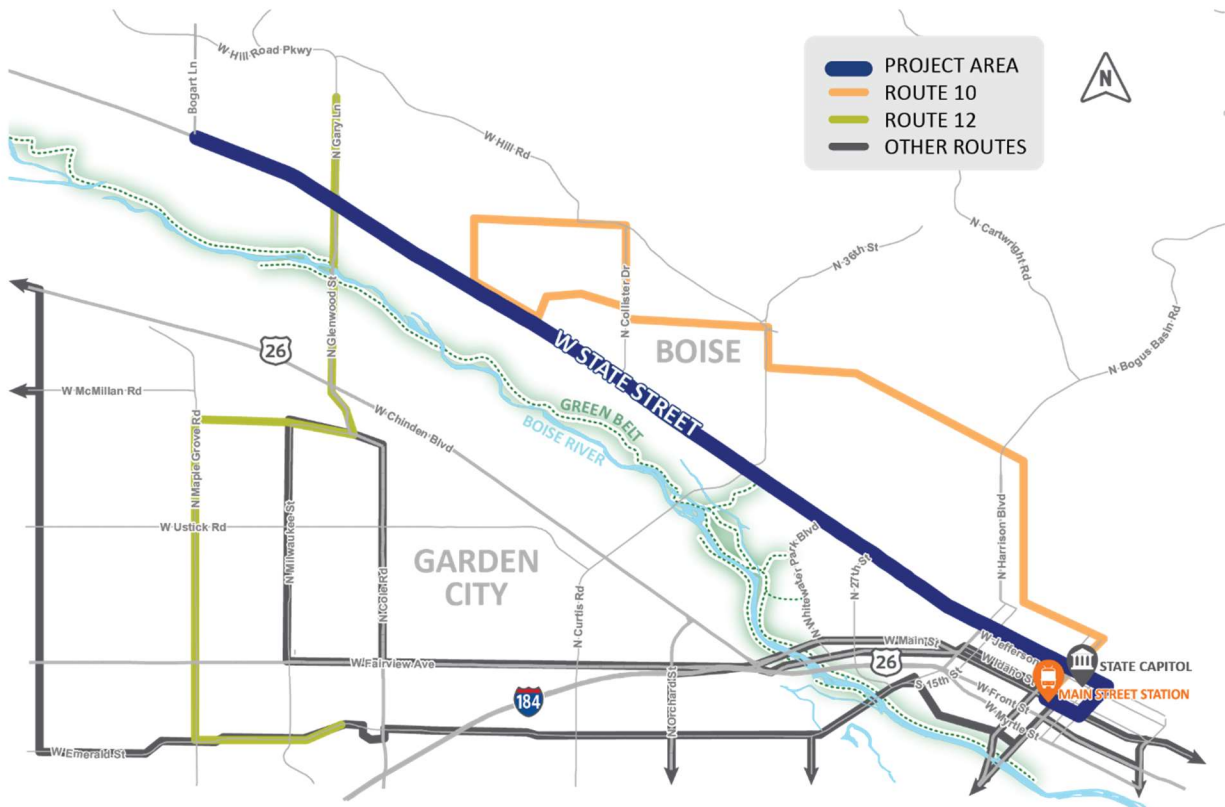 PROJECT AREA
ROUTE 10
ROUTE 12
OTHER ROUTES
N
W Hill Road Pkwy
Bogart Ln
N Gary Ln
W Hill Rd
N 36th St
N Cartwright Rd
N Bogus Basin Rd
N Collister Dr
N Glenwood St
26
BOISE
W STATE STREET
W McMillan Rd
W Chinden Blvd
GREEN BELT
BOISE RIVER
N Maple Grove Rd
W Ustick Rd
N Milwaukee St
GARDEN
CITY
N Cole Rd
N Curtis Rd
N Whitewater Park Blvd
N 27th St
N Harrison Blvd
W Fairview Ave
N Orchard St
W Main St
26
W Jefferson
W Idaho St
S 15th St
W Front St
W Myrtle St
STATE CAPITOL
MAIN STREET STATION
184
W Emerald St